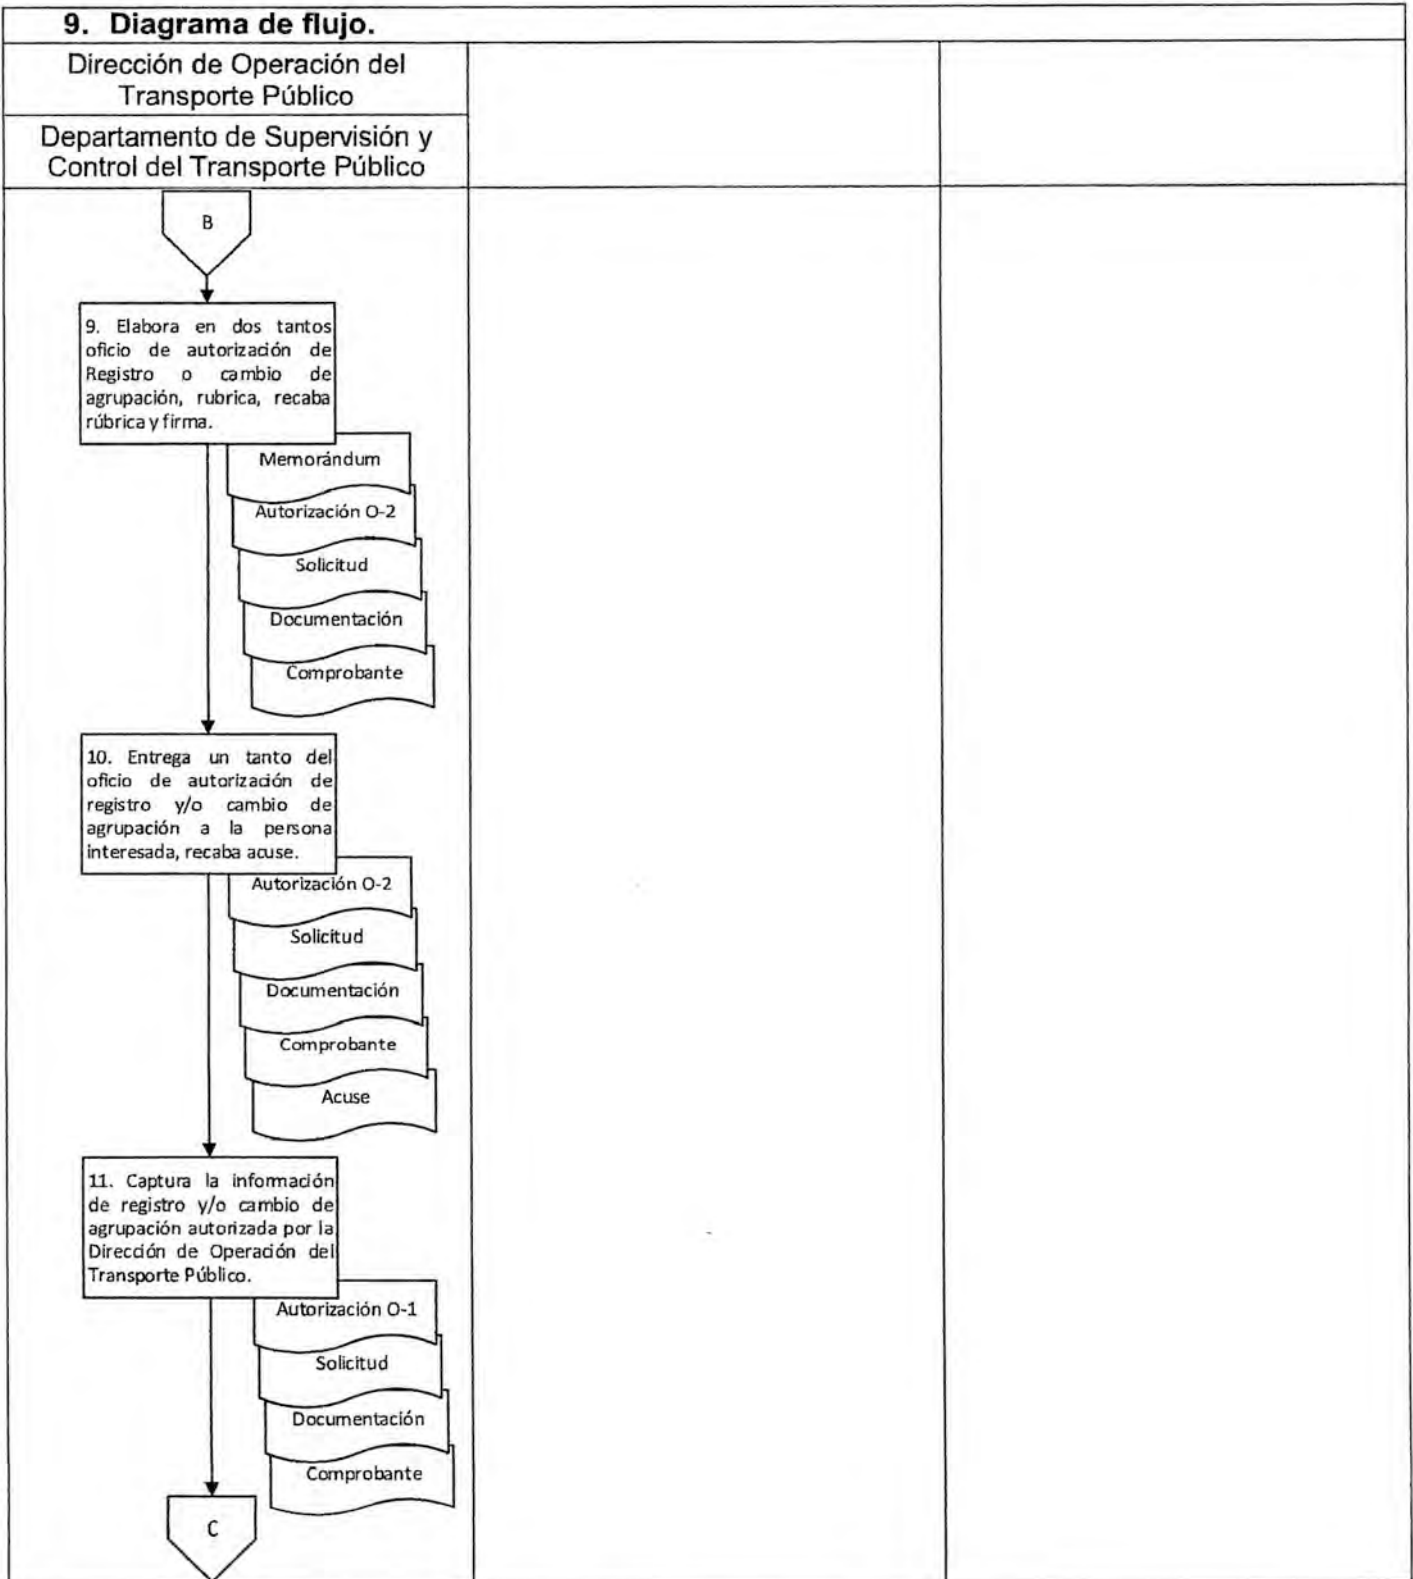 9. Diagrama de flujo.
Dirección de Operación del
Transporte Público
Departamento de Supervisión y
Control del Transporte Público
B
9. Elabora en dos tantos
oficio de autorización de
Registro o cambio de
agrupación, rubrica, recaba
rúbrica y firma.
Memorándum
Autorización O-2
Solicitud
Documentación
Comprobante
10. Entrega un tanto del
oficio de autorización de
registro y/o cambio de
agrupación a la persona
interesada, recaba acuse.
Autorización O-2
Solicitud
Documentación
Comprobante
Acuse
11. Captura la información
de registro y/o cambio de
agrupación autorizada por la
Dirección de Operación del
Transporte Público.
Autorización O-1
Solicitud
Documentación
Comprobante
C